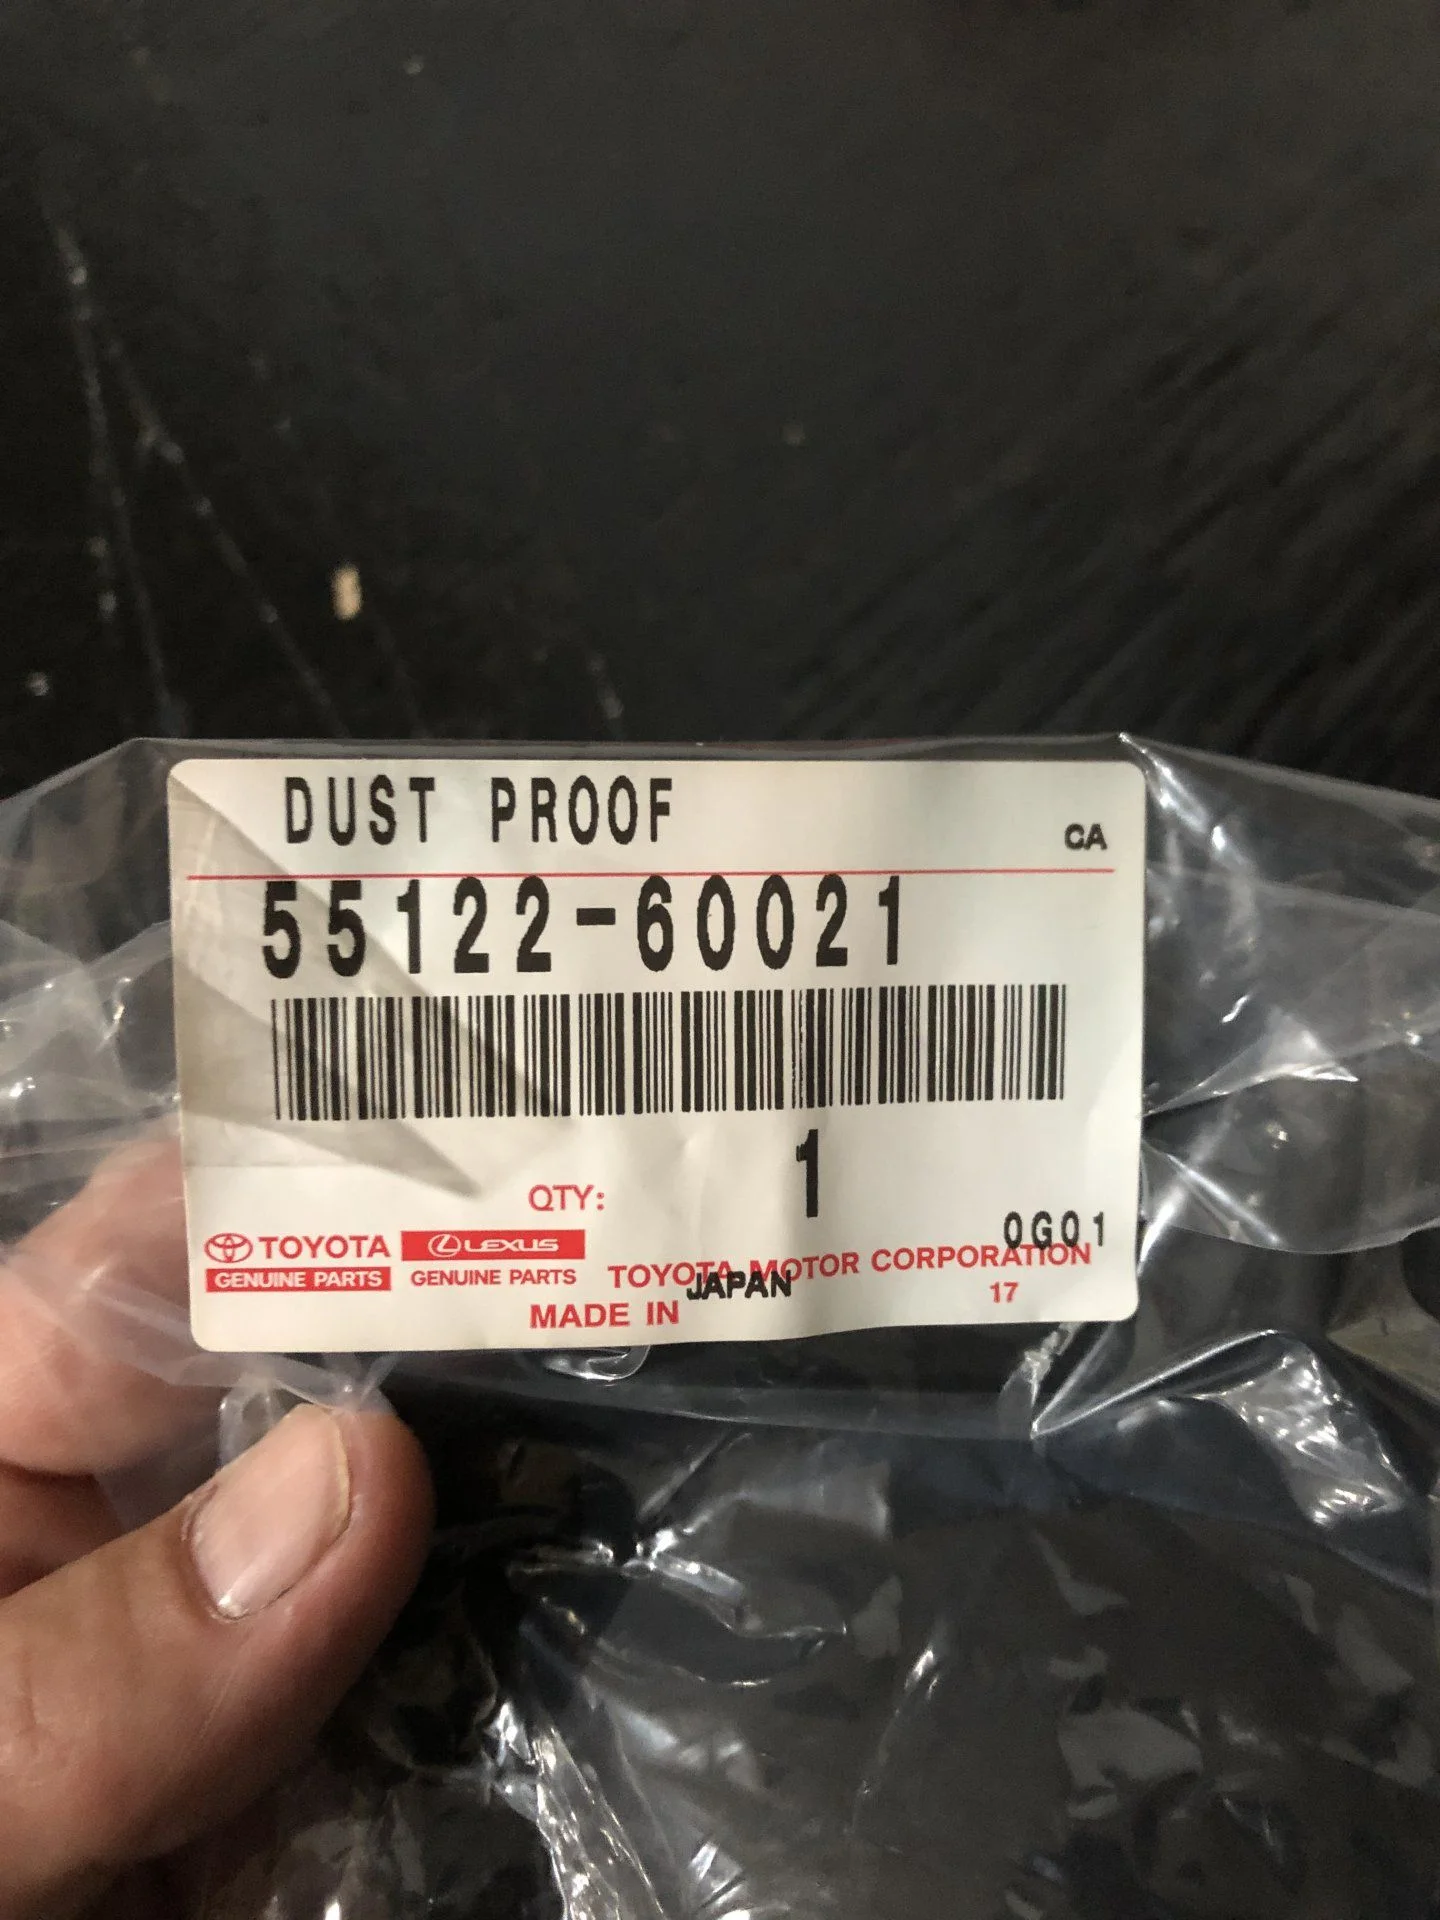 DUST PROOF
CA
55122-60021
1
QTY:
0G01
TOYOTA LEXUS
GENUINE PARTS GENUINE PARTS TOYOTA MOTOR CORPORATION
MADE IN JAPAN 17